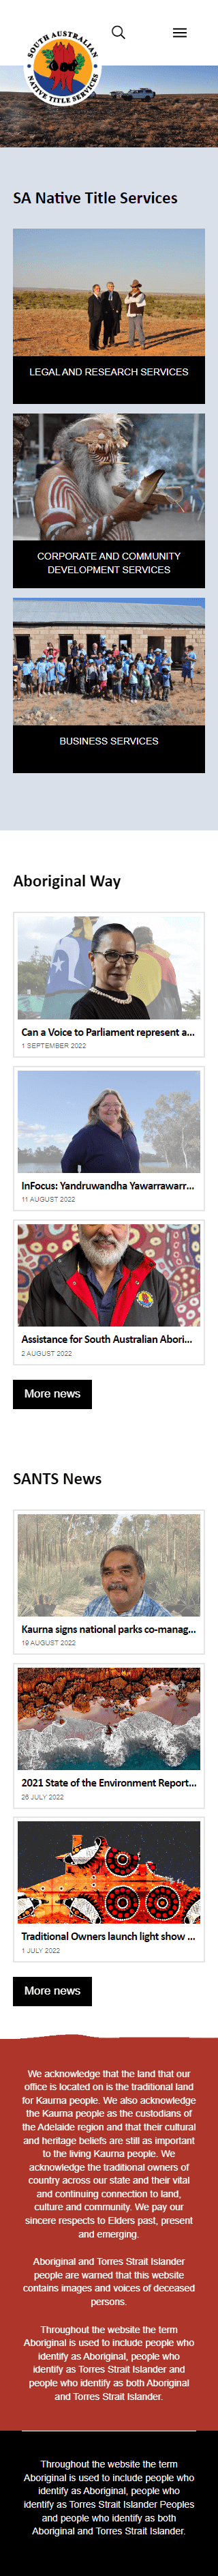 SOUTH AUSTRALIAN
NATIVE TITLE SERVICES
SA Native Title Services
LEGAL AND RESEARCH SERVICES
CORPORATE AND COMMUNITY
DEVELOPMENT SERVICES
BUSINESS SERVICES
Aboriginal Way
Can a Voice to Parliament represent a...
1 SEPTEMBER 2022
InFocus: Yandruwandha Yawarrawarr...
11 AUGUST 2022
Assistance for South Australian Abori...
2 AUGUST 2022
More news
SANTS News
Kaurna signs national parks co-manag...
19 AUGUST 2022
2021 State of the Environment Report...
26 JULY 2022
Traditional Owners launch light show ...
1 JULY 2022
More news
We acknowledge that the land that our
office is located on is the traditional land
for Kaurna people. We also acknowledge
the Kaurna people as the custodians of
the Adelaide region and that their cultural
and heritage beliefs are still as important
to the living Kaurna people. We
acknowledge the traditional owners of
country across our state and their vital
and continuing connection to land,
culture and community. We pay our
sincere respects to Elders past, present
and emerging.
Aboriginal and Torres Strait Islander
people are warned that this website
contains images and voices of deceased
persons.
Throughout the website the term
Aboriginal is used to include people who
identify as Aboriginal, people who
identify as Torres Strait Islander and
people who identify as both Aboriginal
and Torres Strait Islander.
Throughout the website the term
Aboriginal is used to include people who
identify as Aboriginal, people who
identify as Torres Strait Islander Peoples
and people who identify as both
Aboriginal and Torres Strait Islander.